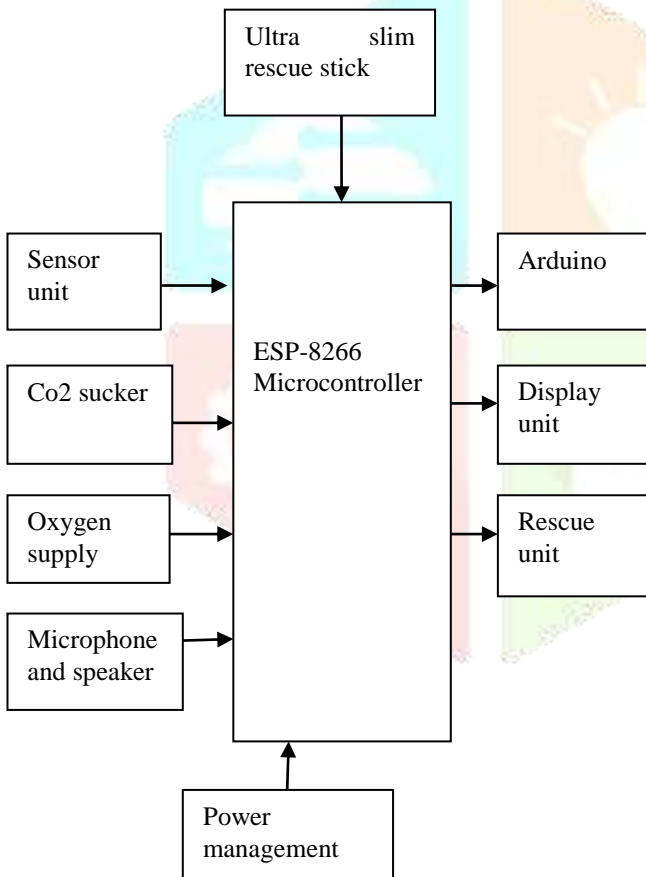 Ultra slim
rescue stick
Sensor
unit
Arduino
ESP-8266
Microcontroller
Co2 sucker
Display
unit
Oxygen
supply
Rescue
unit
Microphone
and speaker
Power
management